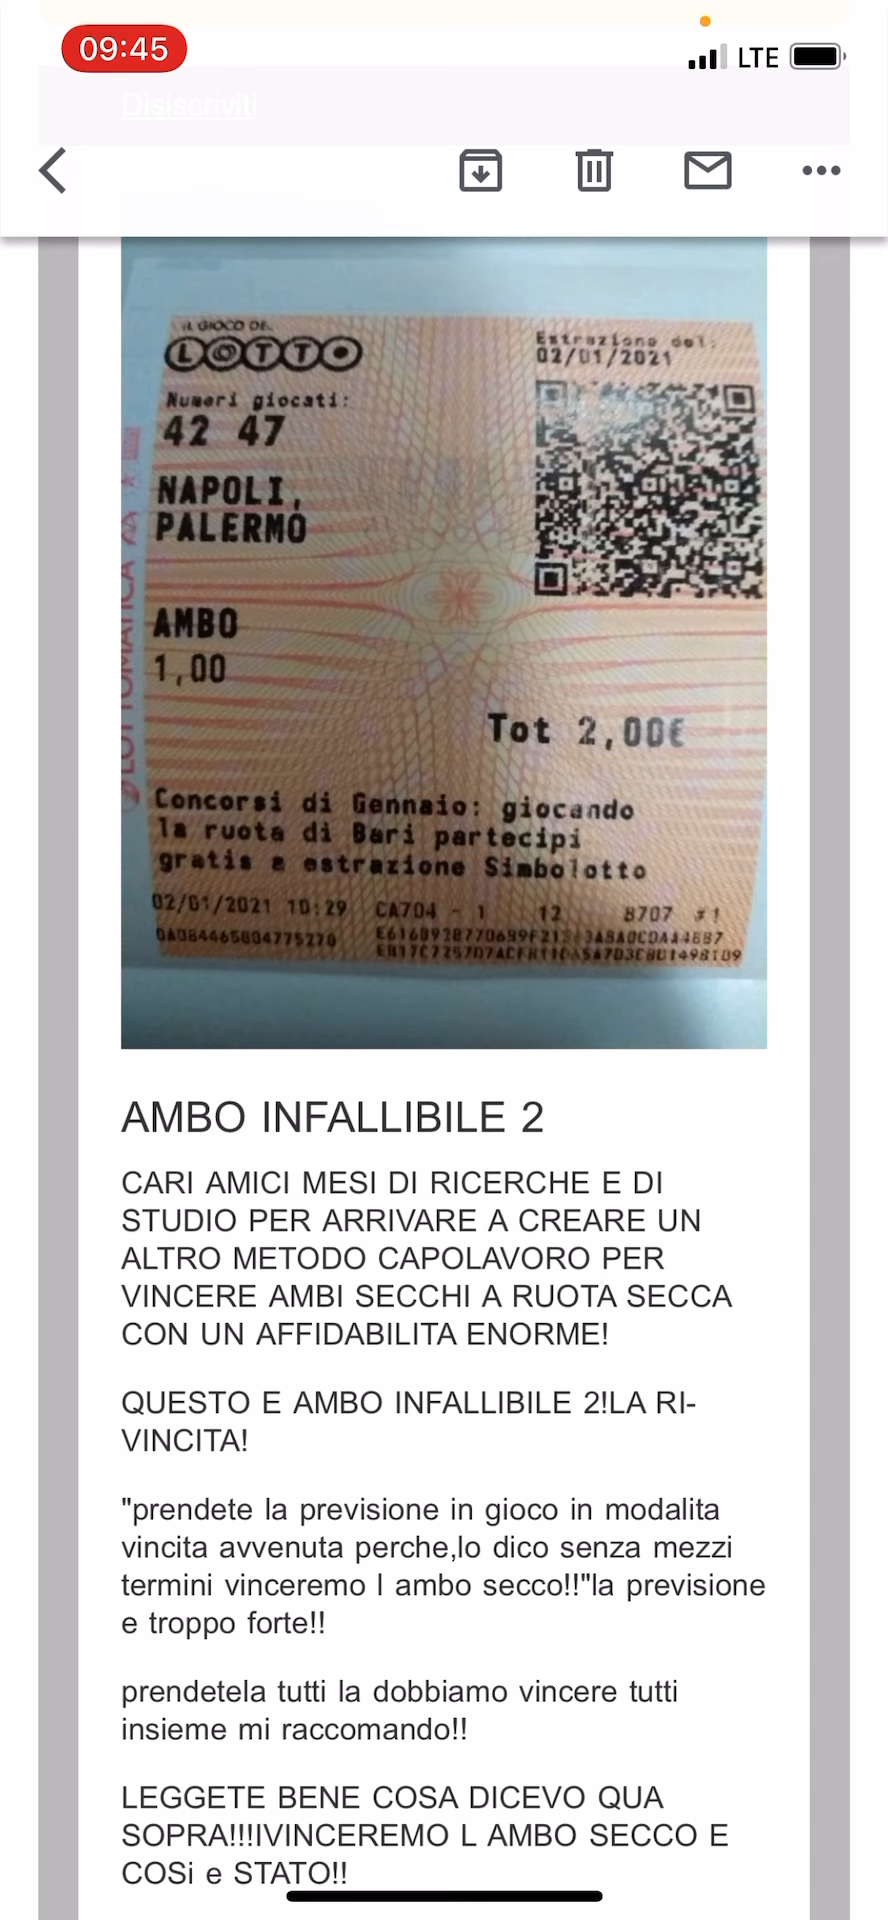 09:45
LTE
Disiscriviti
IL GIOCO DEL
LOTTO
Estrazione del:
02/01/2021
Numeri giocati:
42 47
NAPOLI,
PALERMO
AMBO
1,00
Tot 2,00€
LOTTOMATICA
Concorsi di Gennaio: giocando
la ruota di Bari partecipi
gratis a estrazione Simbolotto
02/01/2021 10:29 CA704 - 1 12 8707 #1
AMBO INFALLIBILE 2
CARI AMICI MESI DI RICERCHE E DI
STUDIO PER ARRIVARE A CREARE UN
ALTRO METODO CAPOLAVORO PER
VINCERE AMBI SECCHI A RUOTA SECCA
CON UN AFFIDABILITA ENORME!
QUESTO E AMBO INFALLIBILE 2!LA RI-
VINCITA!
"prendete la previsione in gioco in modalita
vincita avvenuta perche,lo dico senza mezzi
termini vinceremo l ambo secco!!"la previsione
e troppo forte!!
prendetela tutti la dobbiamo vincere tutti
insieme mi raccomando!!
LEGGETE BENE COSA DICEVO QUA
SOPRA!!!IVINCEREMO L AMBO SECCO E
COSi e STATO!!